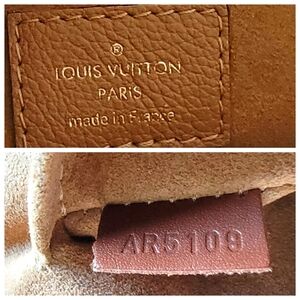 ®
LOUIS VUITTON
PARIS
made in France
AR5109